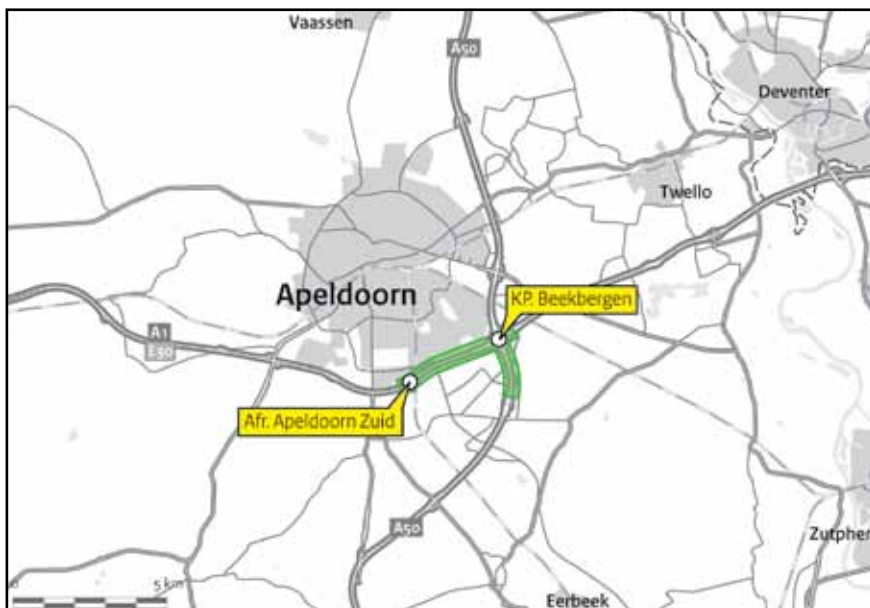 Vaassen
A50
Deventer
Twello
Apeldoorn
KP. Beekbergen
A1
E30
Afr. Apeldoorn Zuid
A50
Zutphen
5 km
Eerbeek